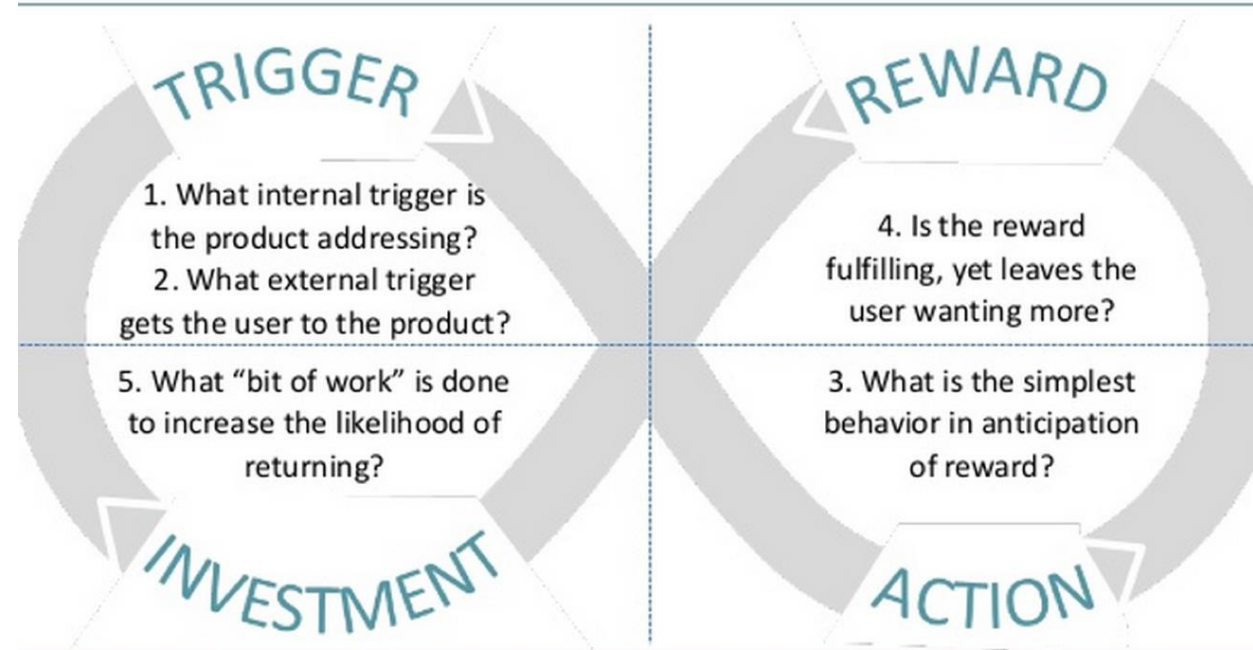 TRIGGER
1. What internal trigger is
the product addressing?
2. What external trigger
gets the user to the product?
REWARD
4. Is the reward
fulfilling, yet leaves the
user wanting more?
5. What “bit of work” is done
to increase the likelihood of
returning?
INVESTMENT
3. What is the simplest
behavior in anticipation
of reward?
ACTION